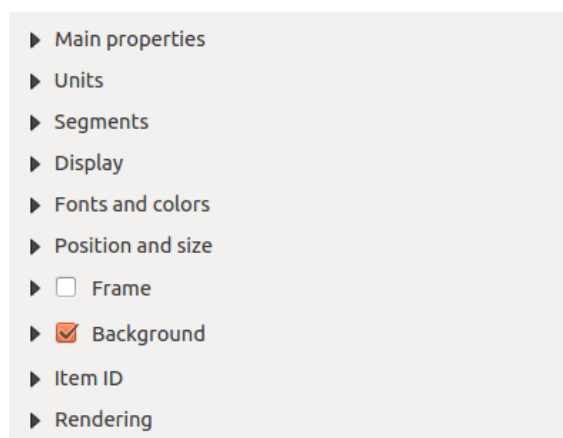 Main properties
Units
Segments
Display
Fonts and colors
Position and size
Frame
Background
Item ID
Rendering